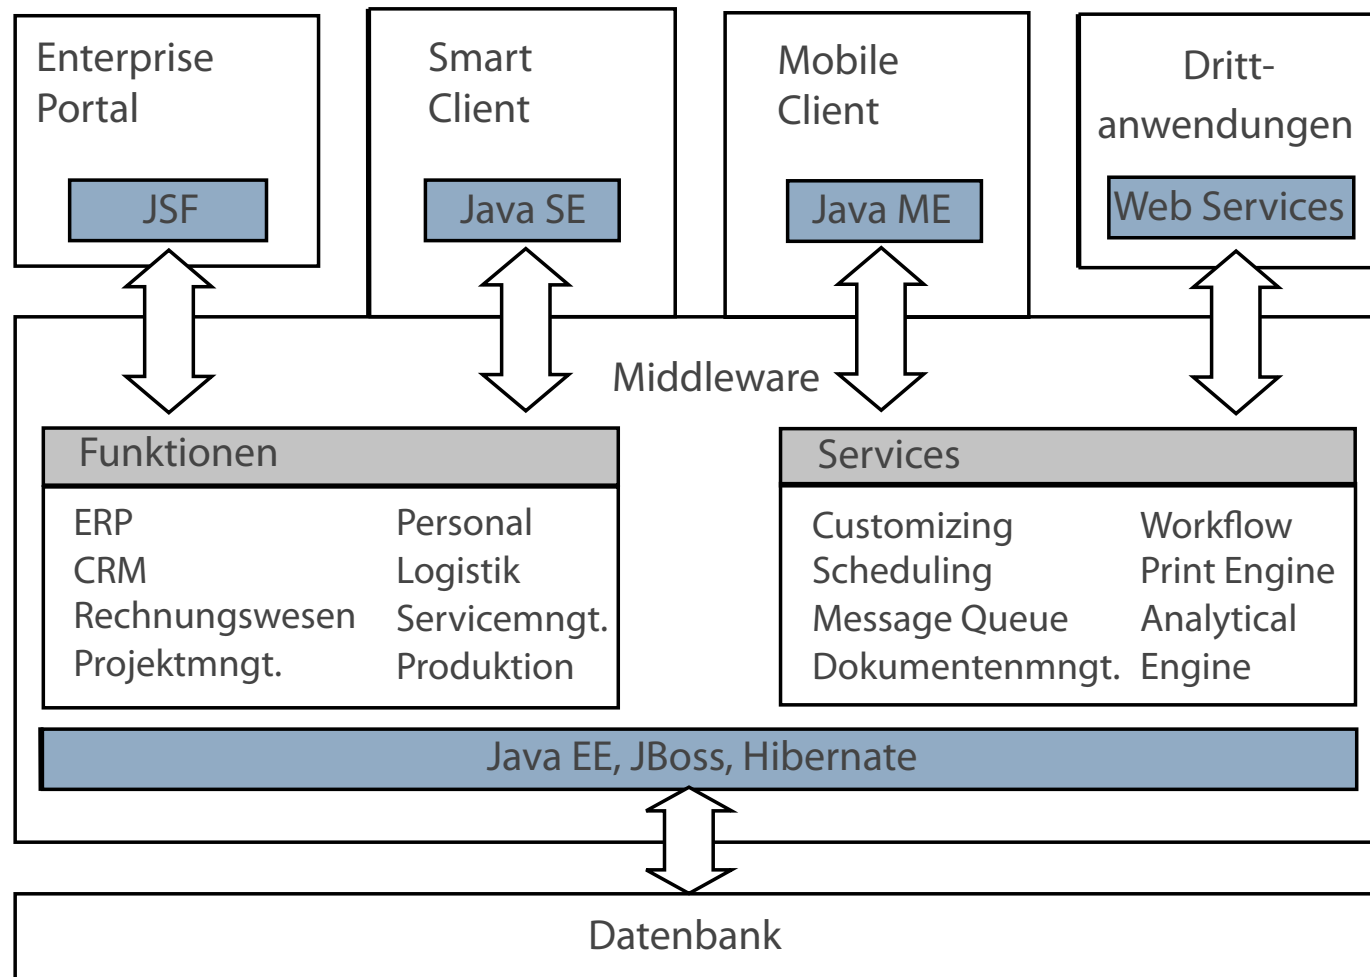 Enterprise
Portal
JSF
Smart
Client
Java SE
Mobile
Client
Java ME
Dritt-
anwendungen
Web Services
Middleware
Funktionen
ERP
CRM
Rechnungswesen
Projektmngt.
Personal
Logistik
Servicemngt.
Produktion
Services
Customizing
Scheduling
Message Queue
Dokumentenmngt.
Workflow
Print Engine
Analytical
Engine
Java EE, JBoss, Hibernate
Datenbank